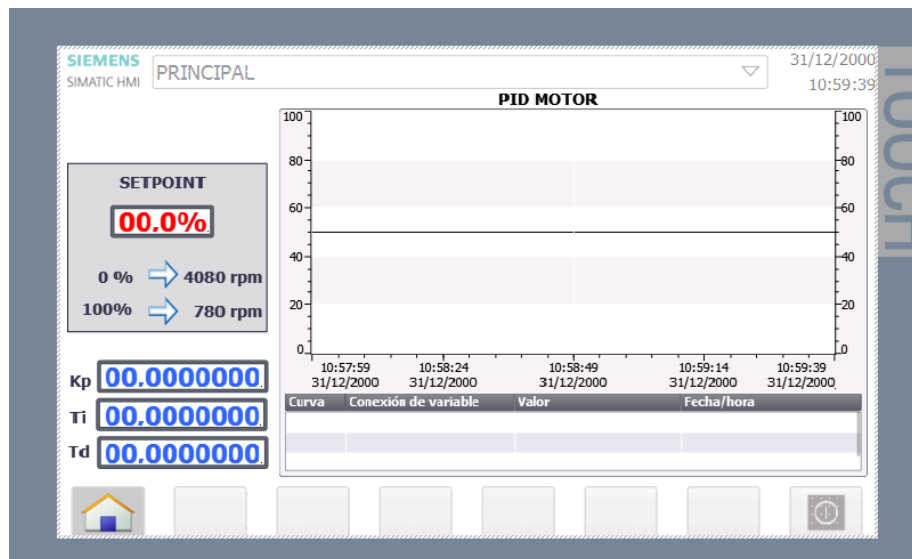 SIEMENS
SIMATIC HMI
PRINCIPAL
31/12/2000
10:59:39
TOUCH
PID MOTOR
SETPOINT
00.0%
0 % 4080 rpm
100% 780 rpm
Kp 00.0000000
Ti 00.0000000
Td 00.0000000
100 100
80 80
60 60
40 40
20 20
0 0
10:57:59 10:58:24 10:58:49 10:59:14 10:59:39
31/12/2000 31/12/2000 31/12/2000 31/12/2000 31/12/2000
Curva Conexión de variable Valor Fecha/hora